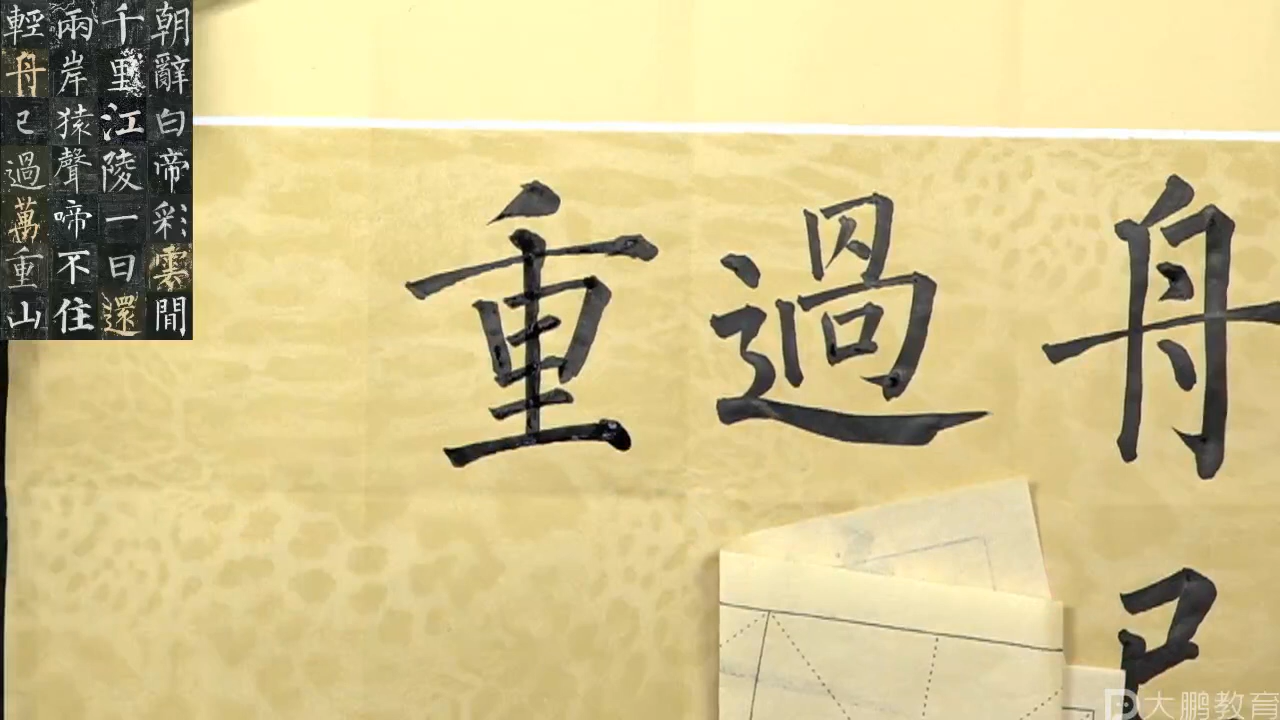 朝辭白帝彩雲間
千里江陵一日還
兩岸猿聲啼不住
輕舟已過萬重山
舟已
過
重
大鹏教育